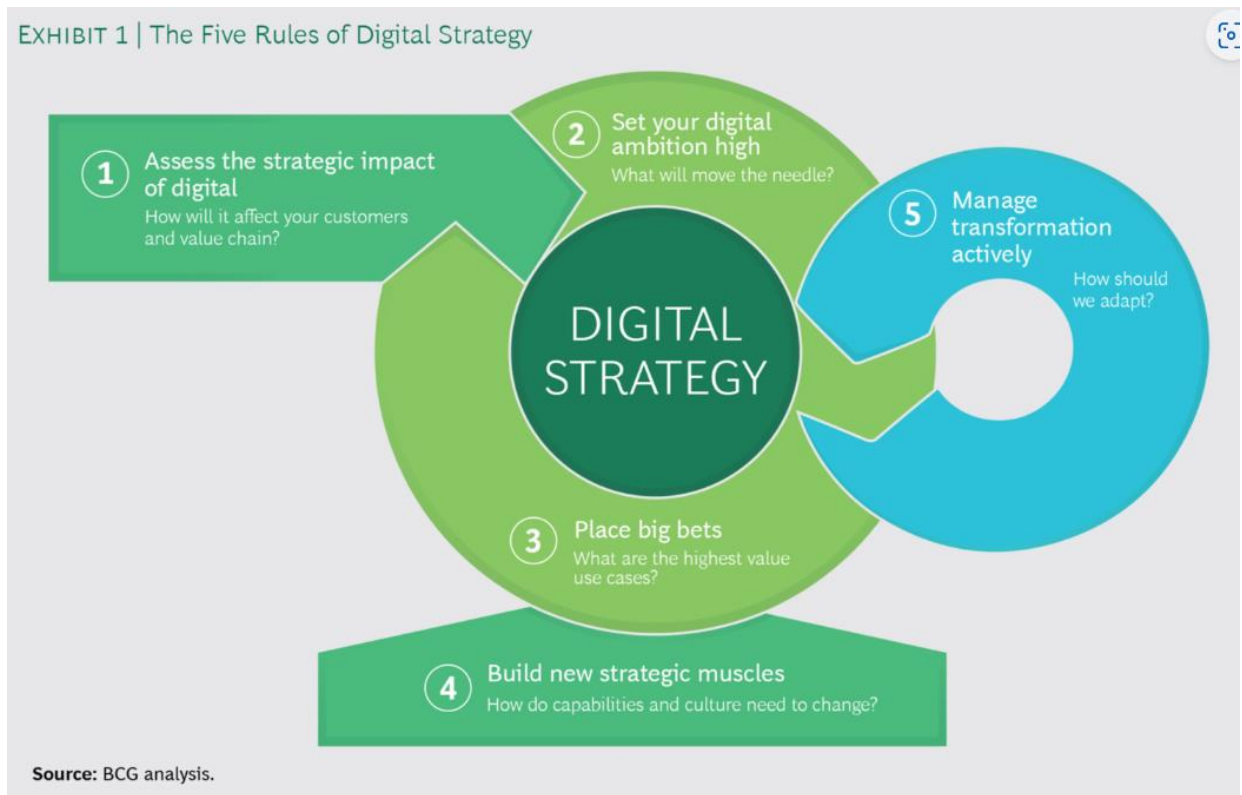 EXHIBIT 1 | The Five Rules of Digital Strategy
1
Assess the strategic impact
of digital
How will it affect your customers
and value chain?
2
Set your digital
ambition high
What will move the needle?
5
Manage
transformation
actively
How should
we adapt?
DIGITAL
STRATEGY
3
Place big bets
What are the highest value
use cases?
4
Build new strategic muscles
How do capabilities and culture need to change?
Source: BCG analysis.